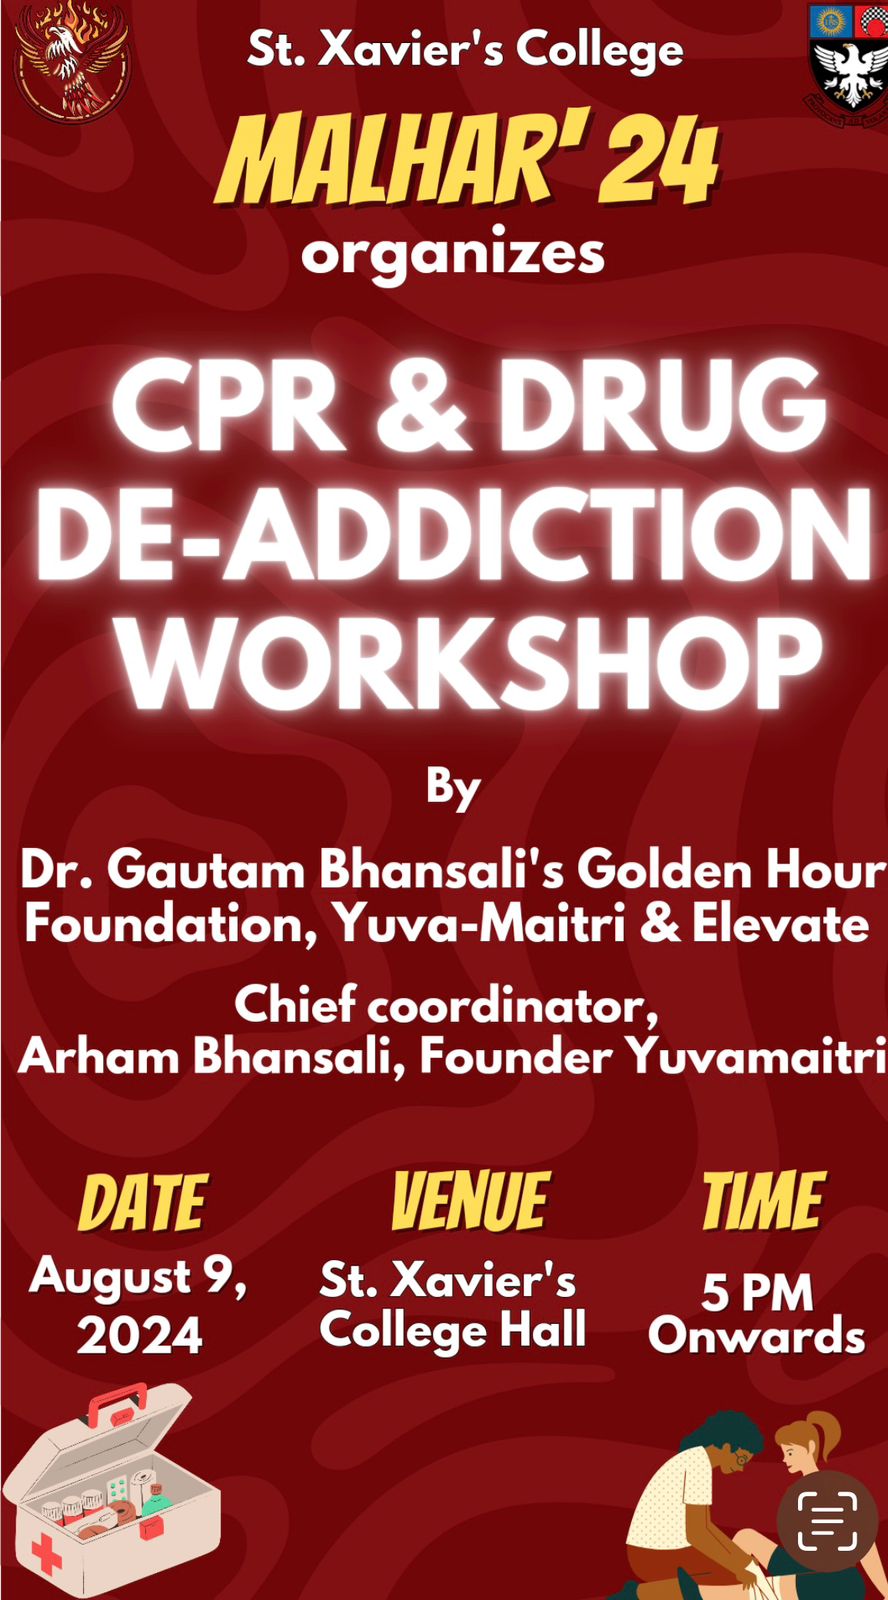 St. Xavier's College
MALHAR' 24
organizes
CPR & DRUG
DE-ADDICTION
WORKSHOP
By
Dr. Gautam Bhansali's Golden Hour
Foundation, Yuva-Maitri & Elevate
Chief coordinator,
Arham Bhansali, Founder Yuvamaitri
DATE
August 9,
2024
VENUE
St. Xavier's
College Hall
TIME
5 PM
Onwards